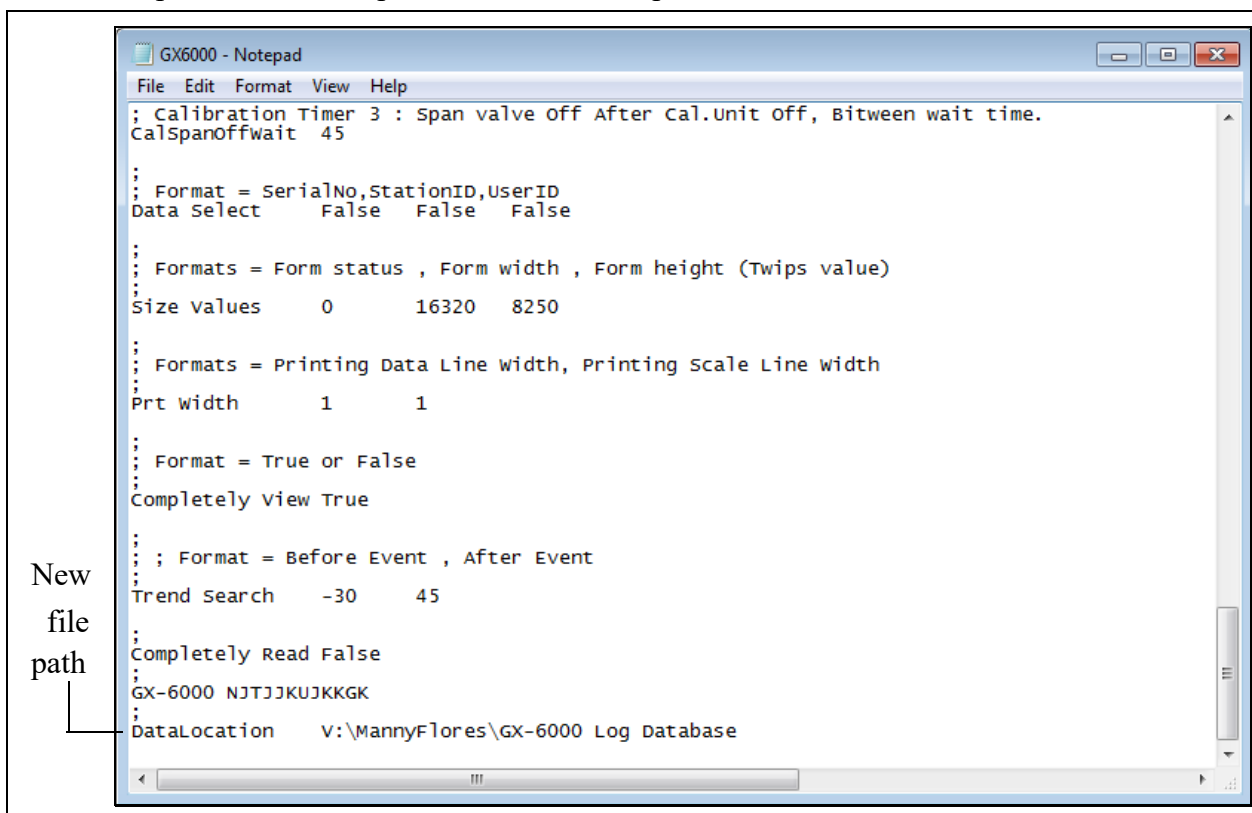 GX6000 - Notepad
File Edit Format View Help
; Calibration Timer 3 : Span valve Off After Cal.Unit Off, Bitween wait time.
CalSpanOffWait 45
;
; Format = SerialNo,StationID,UserID
Data Select False False False
;
; Formats = Form status , Form width , Form height (Twips value)
;
Size Values 0 16320 8250
;
; Formats = Printing Data Line Width, Printing Scale Line Width
;
Prt Width 1 1
;
; Format = True or False
;
Completely View True
;
; ; Format = Before Event , After Event
;
Trend Search -30 45
;
Completely Read False
;
GX-6000 NJTJJKUJKKGK
;
DataLocation V:\MannyFlores\GX-6000 Log Database
New
file
path